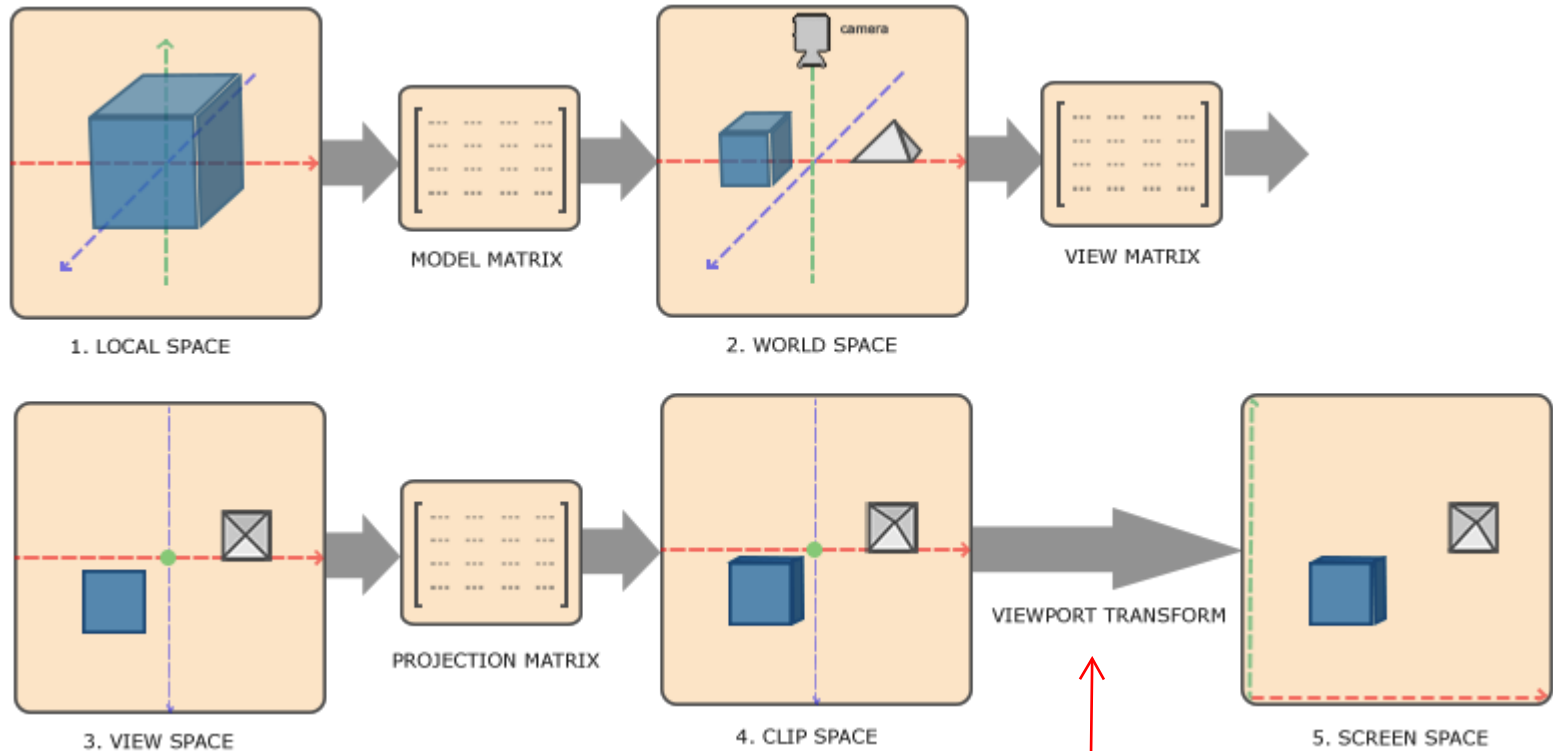 camera
MODEL MATRIX
VIEW MATRIX
1. LOCAL SPACE
2. WORLD SPACE
VIEWPORT TRANSFORM
PROJECTION MATRIX
3. VIEW SPACE
4. CLIP SPACE
5. SCREEN SPACE